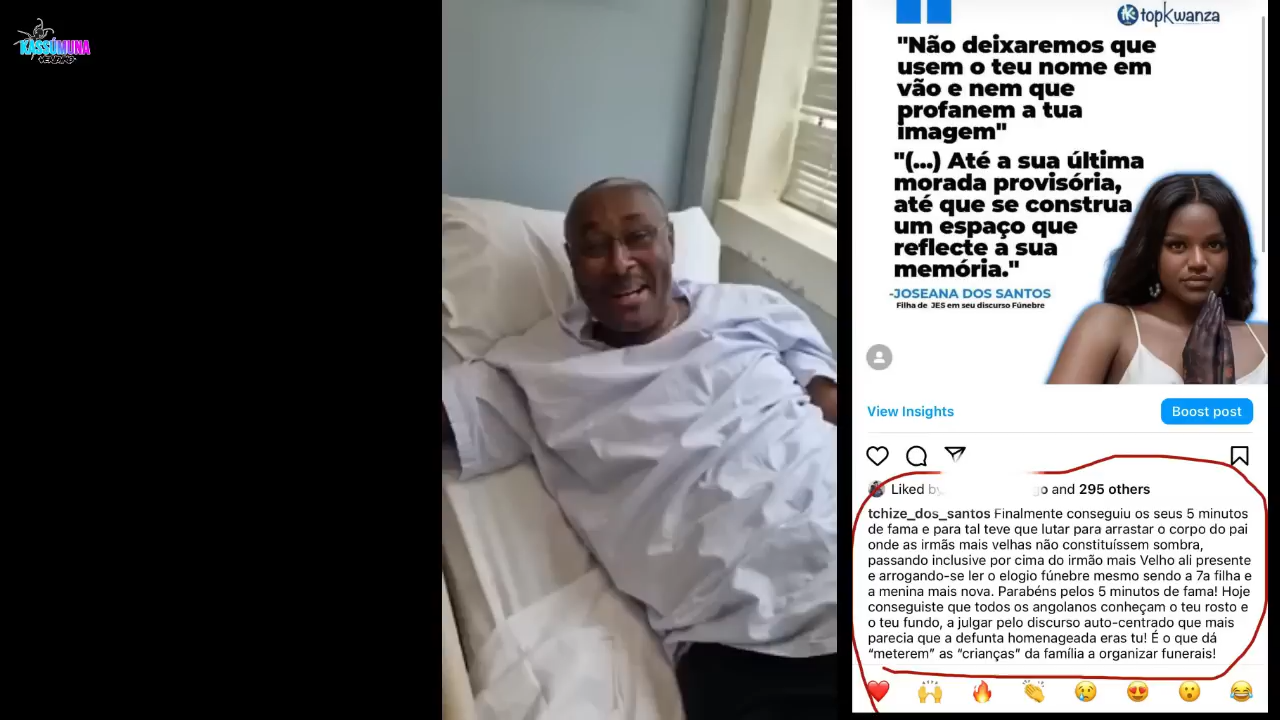 KASSUMUNA
VERSING
topkwanza
"Não deixaremos que
usem o teu nome em
vão e nem que
profanem a tua
imagem"
"(...) Até a sua última
morada provisória,
até que se construa
um espaço que
reflecte a sua
memória."
-JOSEANA DOS SANTOS
Filha de JES em seu discurso Fúnebre
View Insights
Boost post
Liked by o and 295 others
tchize_dos_santos Finalmente conseguiu os seus 5 minutos
de fama e para tal teve que lutar para arrastar o corpo do pai
onde as irmãs mais velhas não constituíssem sombra,
passando inclusive por cima do irmão mais Velho ali presente
e arrogando-se ler o elogio fúnebre mesmo sendo a 7a filha e
a menina mais nova. Parabéns pelos 5 minutos de fama! Hoje
conseguiste que todos os angolanos conheçam o teu rosto e
o teu fundo, a julgar pelo discurso auto-centrado que mais
parecia que a defunta homenageada eras tu! É o que dá
“meterem” as “crianças” da família a organizar funerais!